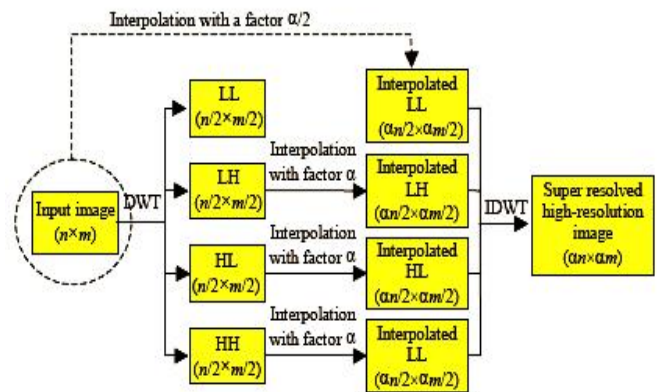 Interpolation with a factor α/2
LL
(n/2×m/2)
Interpolated
LL
(αn/2×αm/2)
Input image
(n×m)
DWT
LH
(n/2×m/2)
Interpolation
with factor α
Interpolated
LH
(αn/2×αm/2)
IDWT
Super resolved
high-resolution
image
(αn×αm)
HL
(n/2×m/2)
Interpolation
with factor α
Interpolated
HL
(αn/2×αm/2)
HH
(n/2×m/2)
Interpolation
with factor α
Interpolated
LL
(αn/2×αm/2)